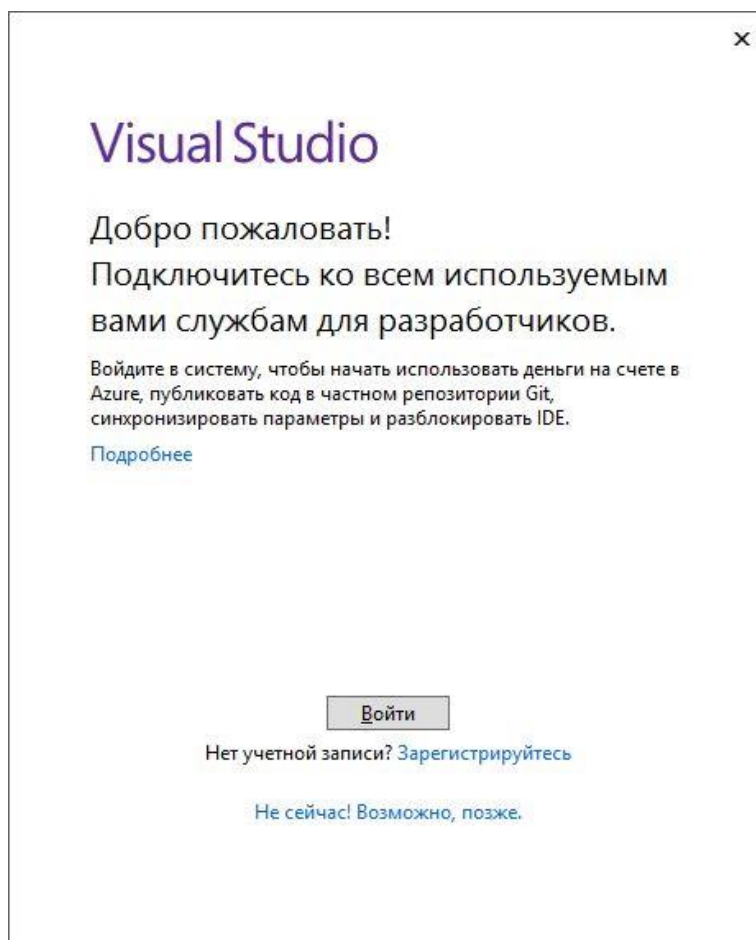 Visual Studio
Добро пожаловать!
Подключитесь ко всем используемым
вами службам для разработчиков.
Войдите в систему, чтобы начать использовать деньги на счете в
Azure, публиковать код в частном репозитории Git,
синхронизировать параметры и разблокировать IDE.
Подробнее
Войти
Нет учетной записи? Зарегистрируйтесь
Не сейчас! Возможно, позже.